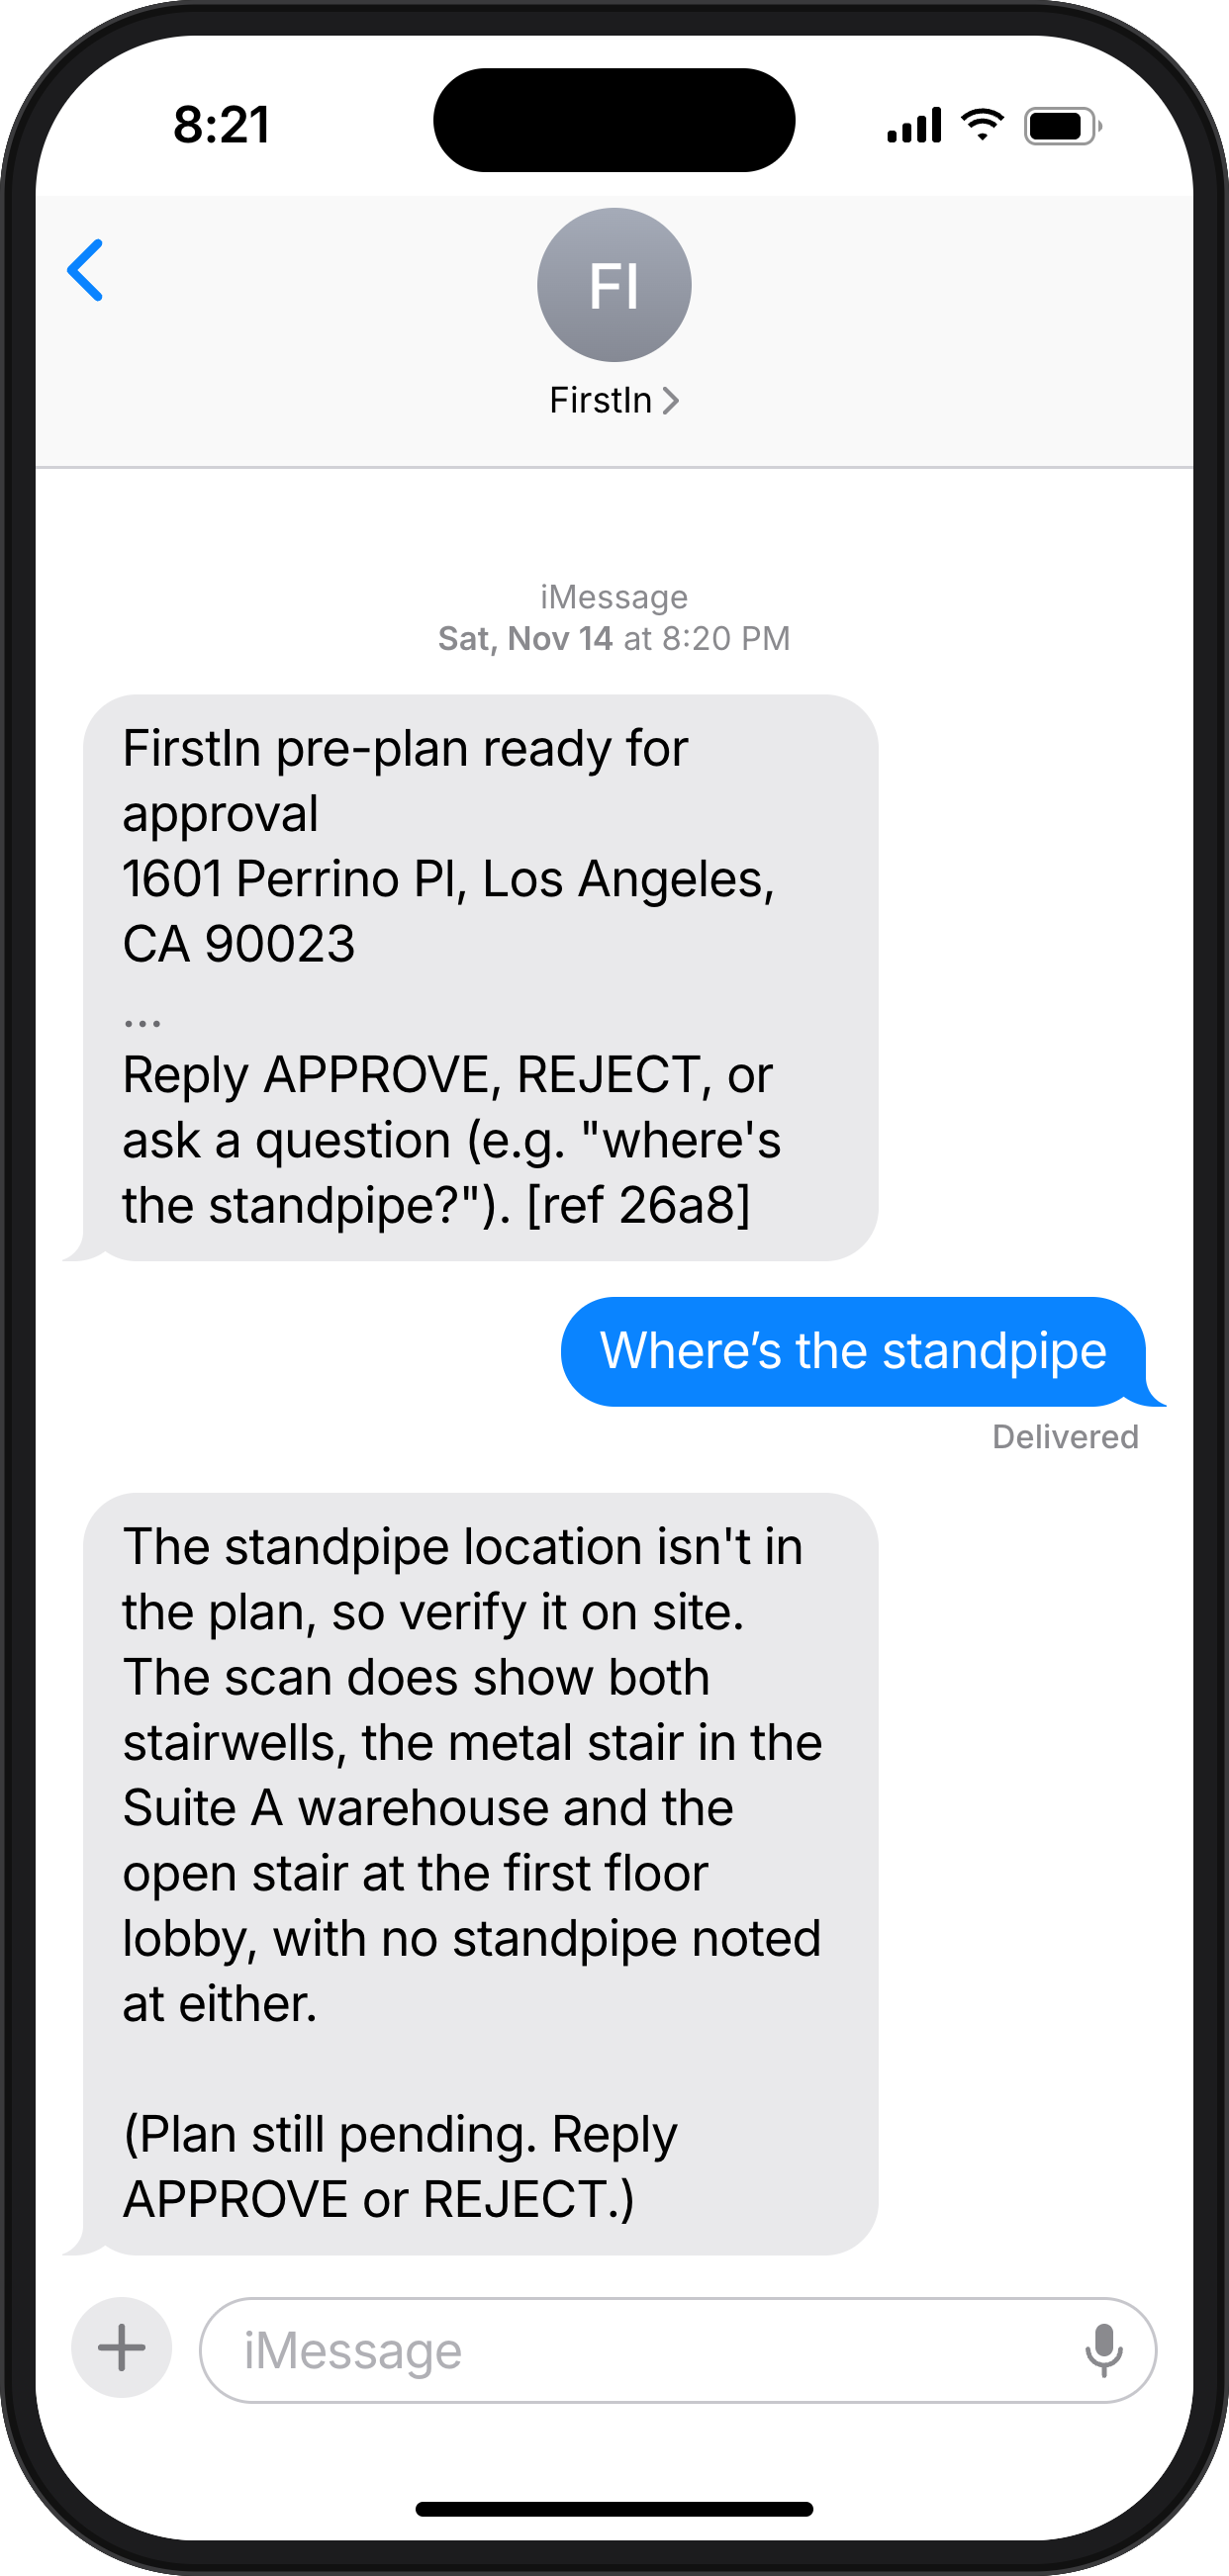 8:21
FI
FirstIn
iMessage
Sat, Nov 14 at 8:20 PM
FirstIn pre-plan ready for
approval
1601 Perrino Pl, Los Angeles,
CA 90023
...
Reply APPROVE, REJECT, or
ask a question (e.g. "where's
the standpipe?"). [ref 26a8]
Where’s the standpipe
Delivered
The standpipe location isn't in
the plan, so verify it on site.
The scan does show both
stairwells, the metal stair in the
Suite A warehouse and the
open stair at the first floor
lobby, with no standpipe noted
at either.
(Plan still pending. Reply
APPROVE or REJECT.)
iMessage